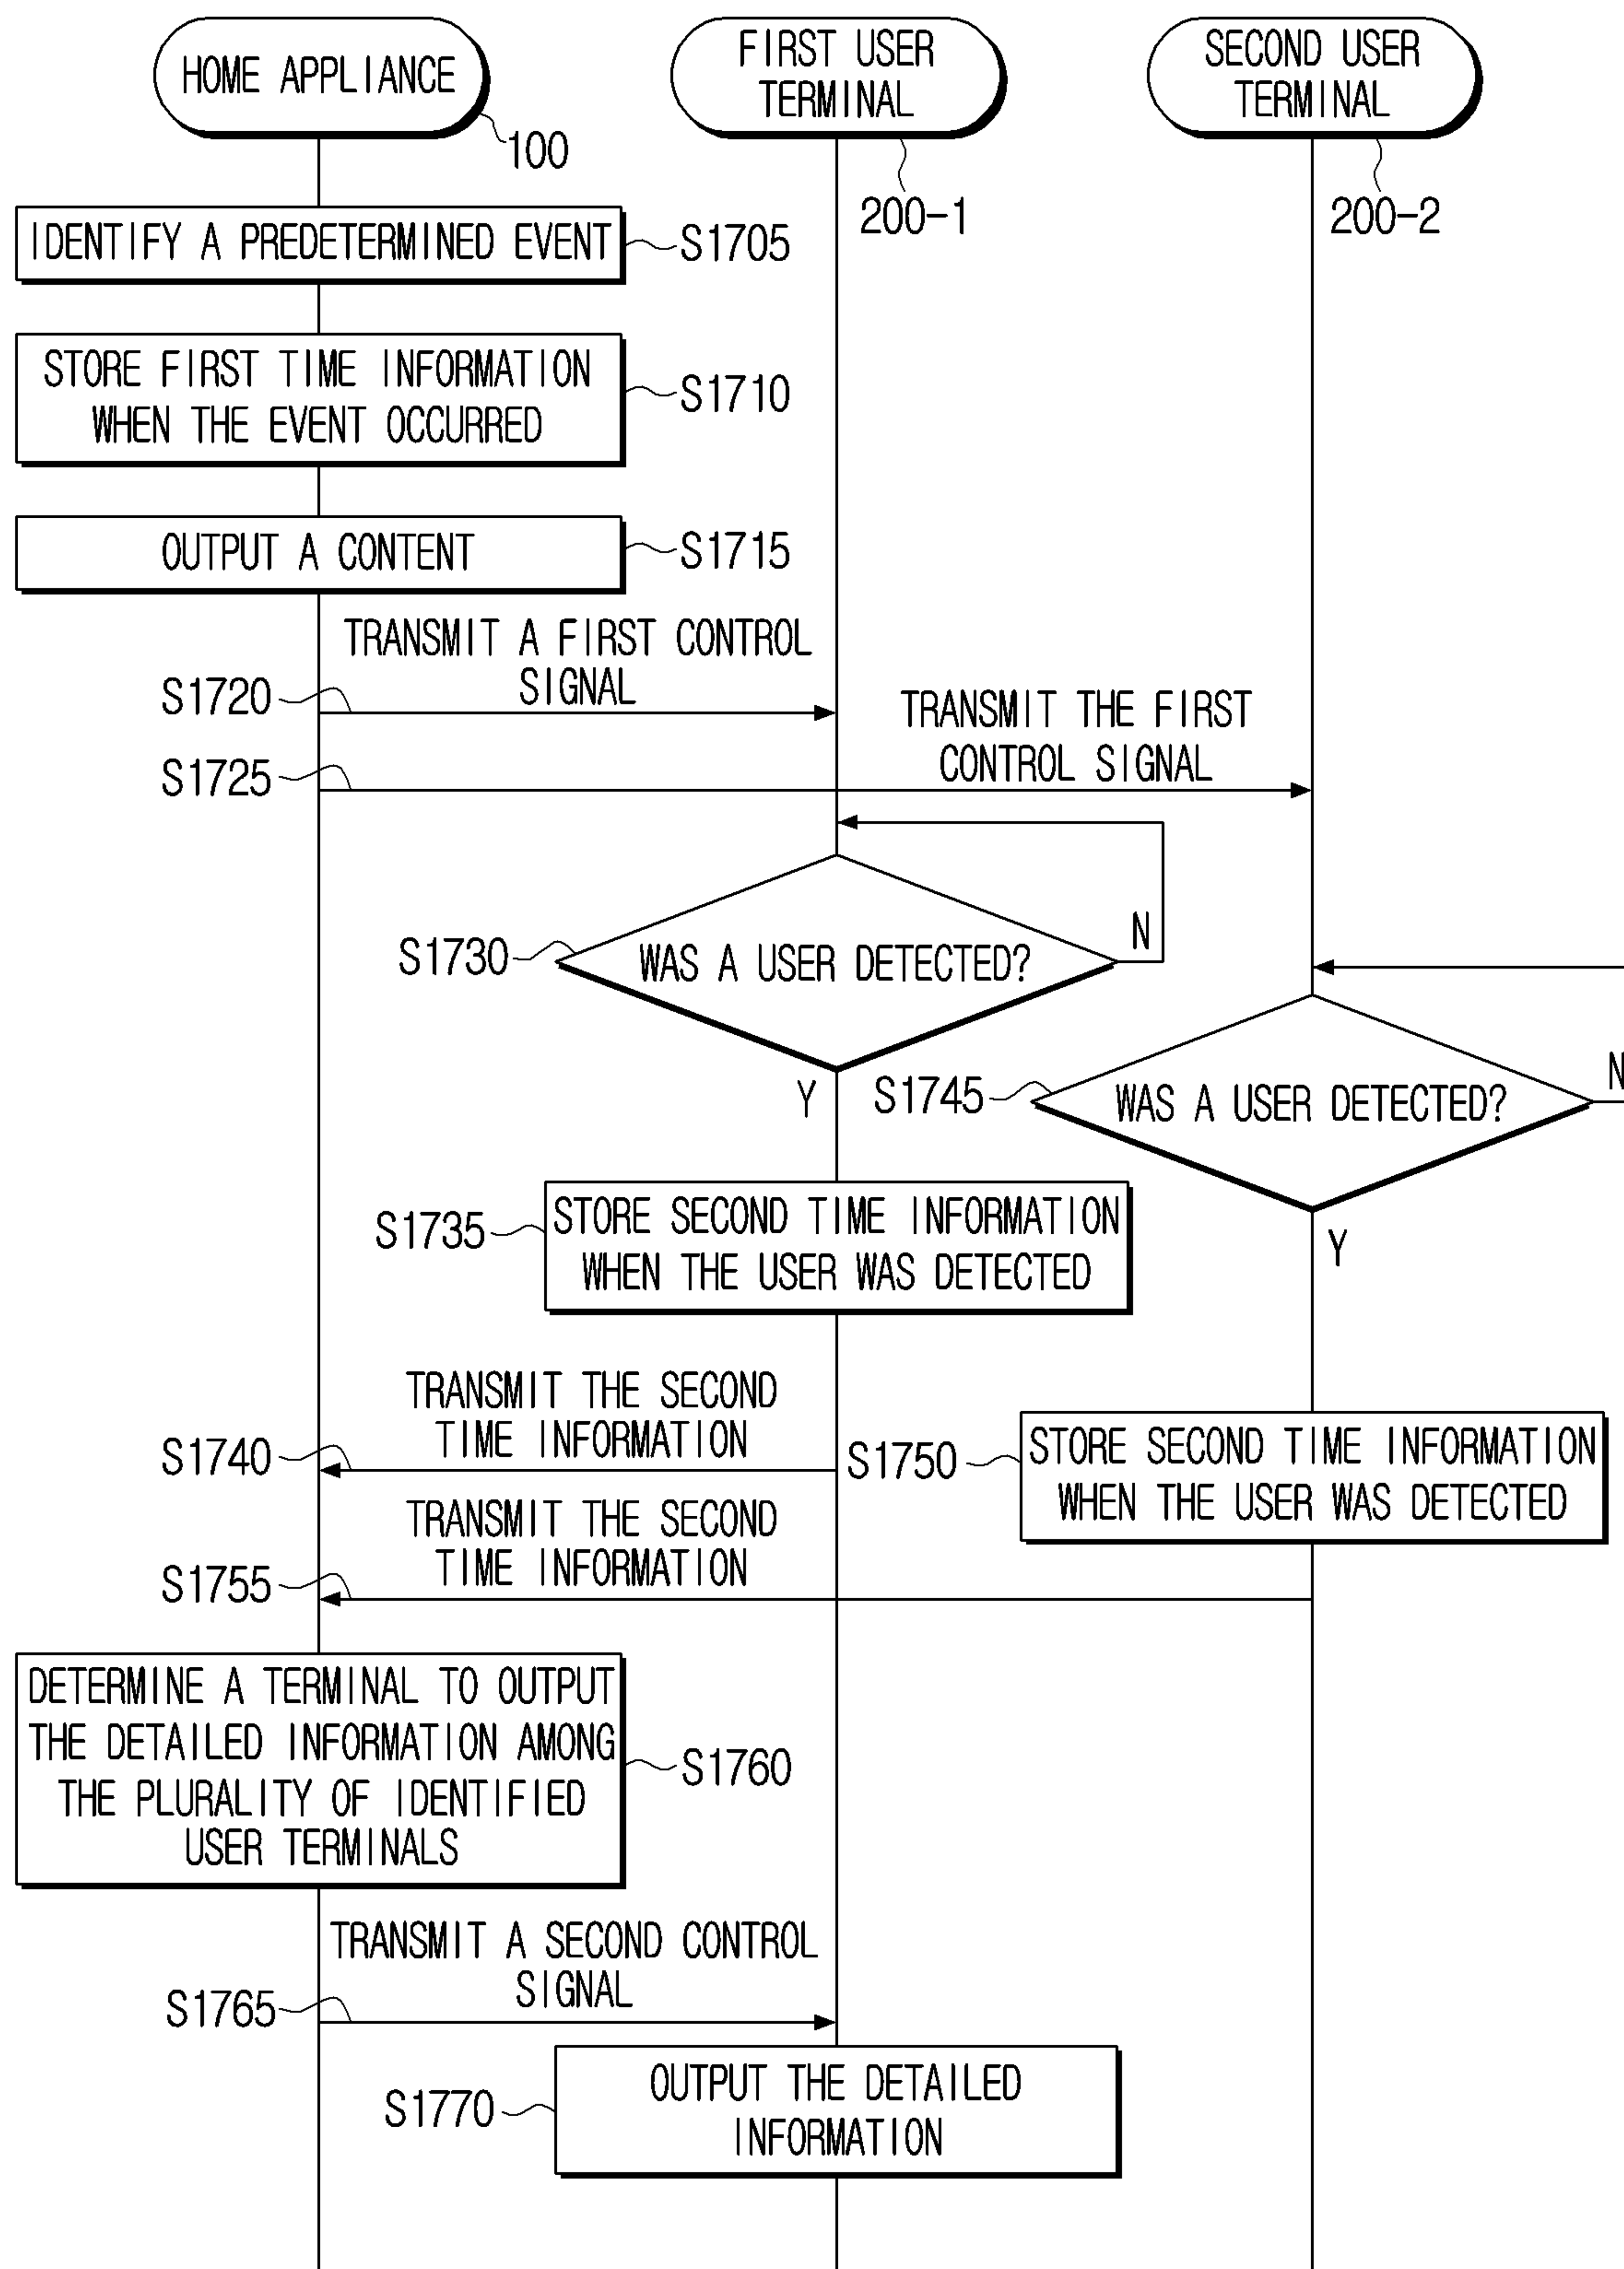 HOME APPLIANCE
100
FIRST USER
TERMINAL
200-1
SECOND USER
TERMINAL
200-2
IDENTIFY A PREDETERMINED EVENT
S1705
STORE FIRST TIME INFORMATION
WHEN THE EVENT OCCURRED
S1710
OUTPUT A CONTENT
S1715
TRANSMIT A FIRST CONTROL
SIGNAL
S1720
TRANSMIT THE FIRST
CONTROL SIGNAL
S1725
S1730
WAS A USER DETECTED?
N
Y
S1745
WAS A USER DETECTED?
N
Y
S1735
STORE SECOND TIME INFORMATION
WHEN THE USER WAS DETECTED
TRANSMIT THE SECOND
TIME INFORMATION
S1740
S1750
STORE SECOND TIME INFORMATION
WHEN THE USER WAS DETECTED
TRANSMIT THE SECOND
TIME INFORMATION
S1755
DETERMINE A TERMINAL TO OUTPUT
THE DETAILED INFORMATION AMONG
THE PLURALITY OF IDENTIFIED
USER TERMINALS
S1760
TRANSMIT A SECOND CONTROL
SIGNAL
S1765
S1770
OUTPUT THE DETAILED
INFORMATION